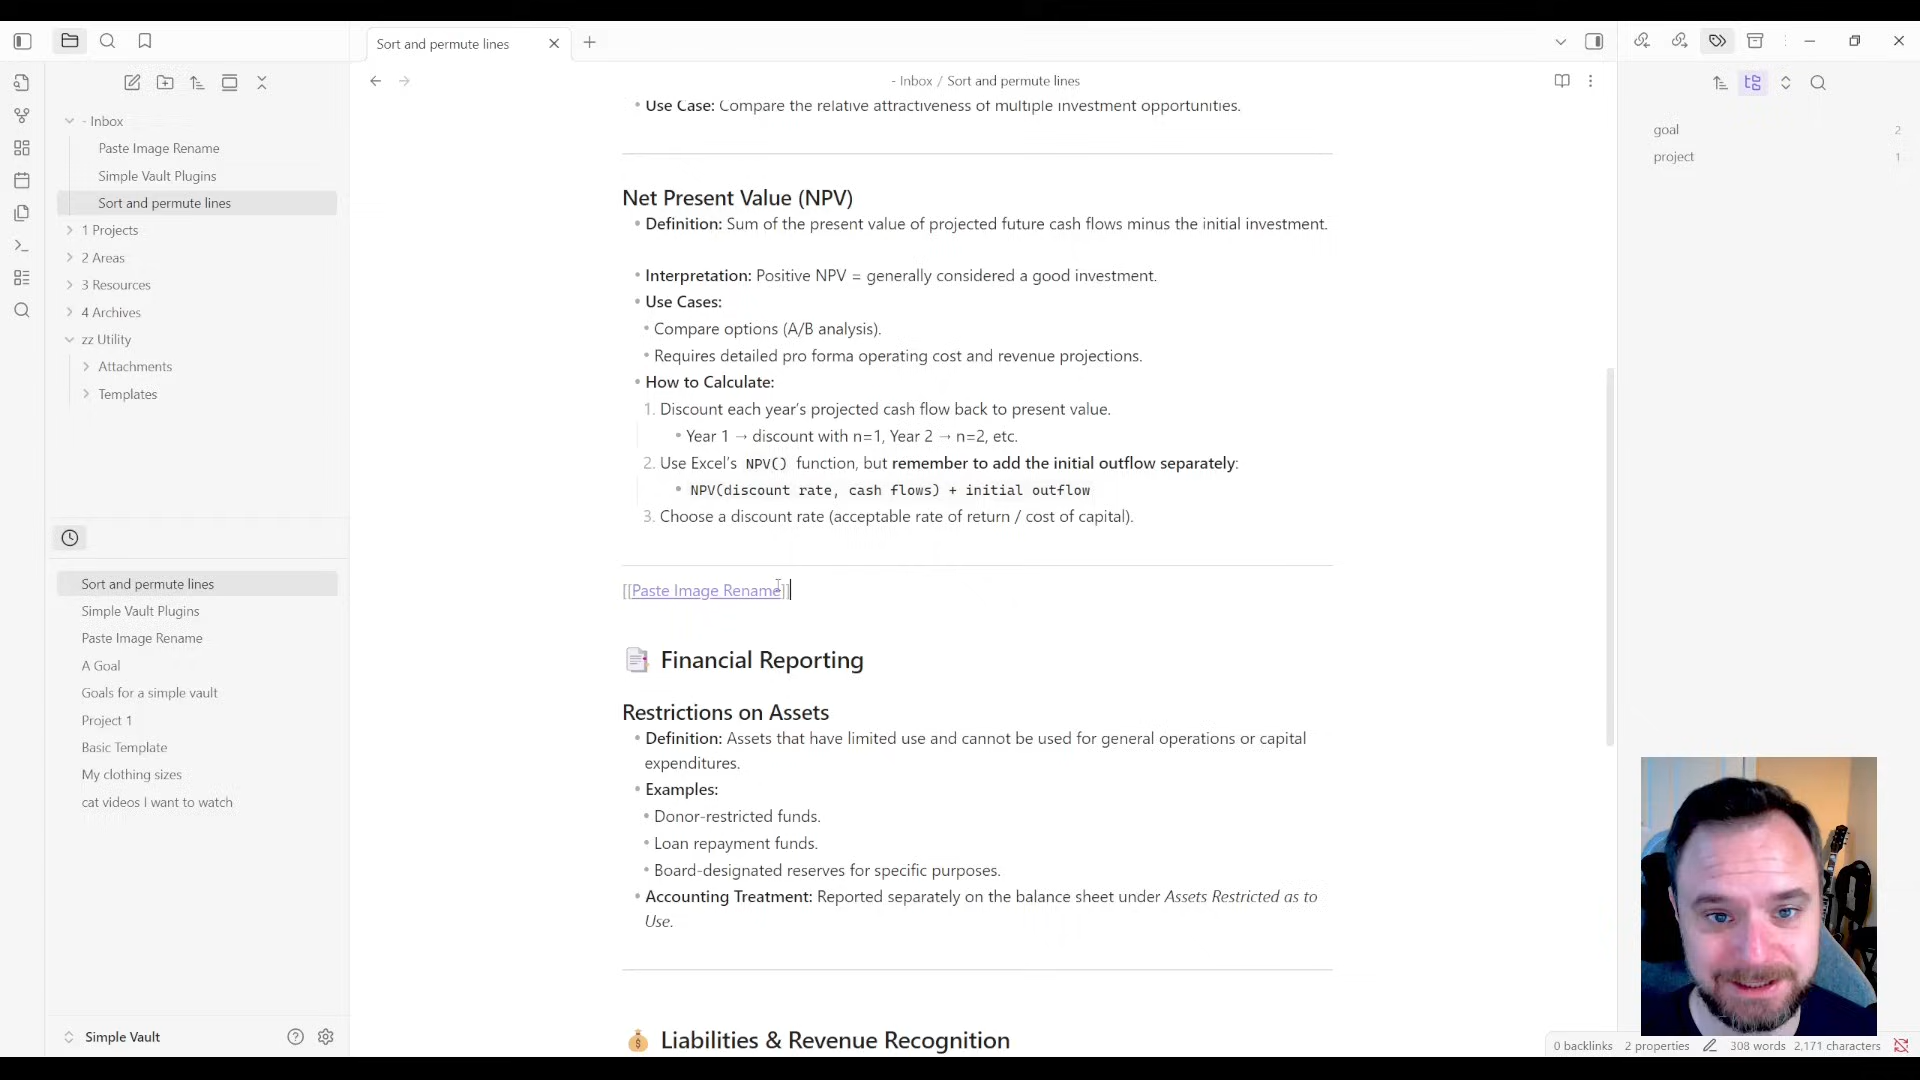 Sort and permute lines
- Inbox / Sort and permute lines
- Inbox
Paste Image Rename
Simple Vault Plugins
Sort and permute lines
1 Projects
2 Areas
3 Resources
4 Archives
zz Utility
Attachments
Templates
Sort and permute lines
Simple Vault Plugins
Paste Image Rename
A Goal
Goals for a simple vault
Project 1
Basic Template
My clothing sizes
cat videos I want to watch
Simple Vault
• Use Case: Compare the relative attractiveness of multiple investment opportunities.
Net Present Value (NPV)
• Definition: Sum of the present value of projected future cash flows minus the initial investment.
• Interpretation: Positive NPV = generally considered a good investment.
• Use Cases:
• Compare options (A/B analysis).
• Requires detailed pro forma operating cost and revenue projections.
• How to Calculate:
1. Discount each year's projected cash flow back to present value.
• Year 1 → discount with n=1, Year 2 → n=2, etc.
2. Use Excel's NPV() function, but remember to add the initial outflow separately:
• NPV(discount rate, cash flows) + initial outflow
3. Choose a discount rate (acceptable rate of return / cost of capital).
[[Paste Image Rename]]
Financial Reporting
Restrictions on Assets
• Definition: Assets that have limited use and cannot be used for general operations or capital
expenditures.
• Examples:
• Donor-restricted funds.
• Loan repayment funds.
• Board-designated reserves for specific purposes.
• Accounting Treatment: Reported separately on the balance sheet under Assets Restricted as to
Use.
Liabilities & Revenue Recognition
goal 2
project 1
0 backlinks 2 properties 308 words 2,171 characters